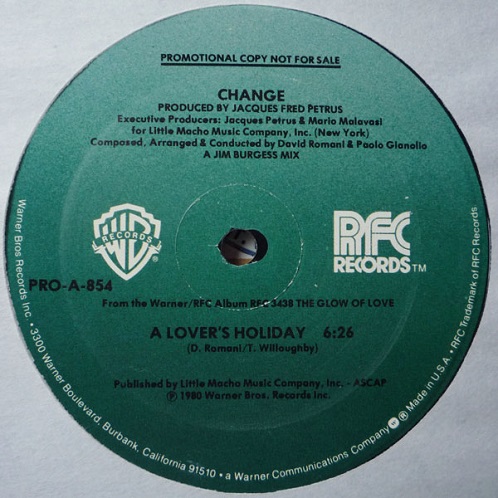 PROMOTIONAL COPY NOT FOR SALE
CHANGE
PRODUCED BY JACQUES FRED PETRUS
Executive Producers: Jacques Petrus & Mario Malavasi
for Little Macho Music Company, Inc. (New York)
Composed, Arranged & Conducted by David Romani & Paolo Gianolio
A JIM BURGESS MIX
WB
RECORDS
RFC
RECORDS™
PRO-A-854
From the Warner/RFC Album RFC 3438 THE GLOW OF LOVE
A LOVER'S HOLIDAY 6:26
(D. Romani/T. Willoughby)
Published by Little Macho Music Company, Inc. - ASCAP
℗ 1980 Warner Bros. Records Inc.
Warner Bros Records Inc. • 3300 Warner Boulevard, Burbank, California 91510 • a Warner Communications Company ® Made in U.S.A. • RFC Trademark of RFC Records